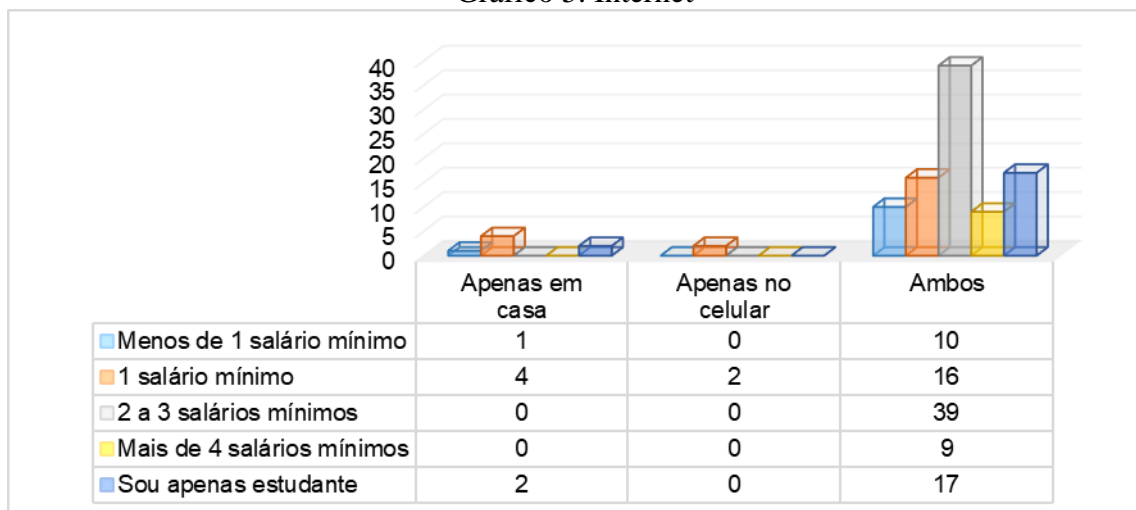 Gráfico 3: Internet
40
35
30
25
20
15
10
5
0
Apenas em casa Apenas no celular Ambos
Menos de 1 salário mínimo 1 0 10
1 salário mínimo 4 2 16
2 a 3 salários mínimos 0 0 39
Mais de 4 salários mínimos 0 0 9
Sou apenas estudante 2 0 17